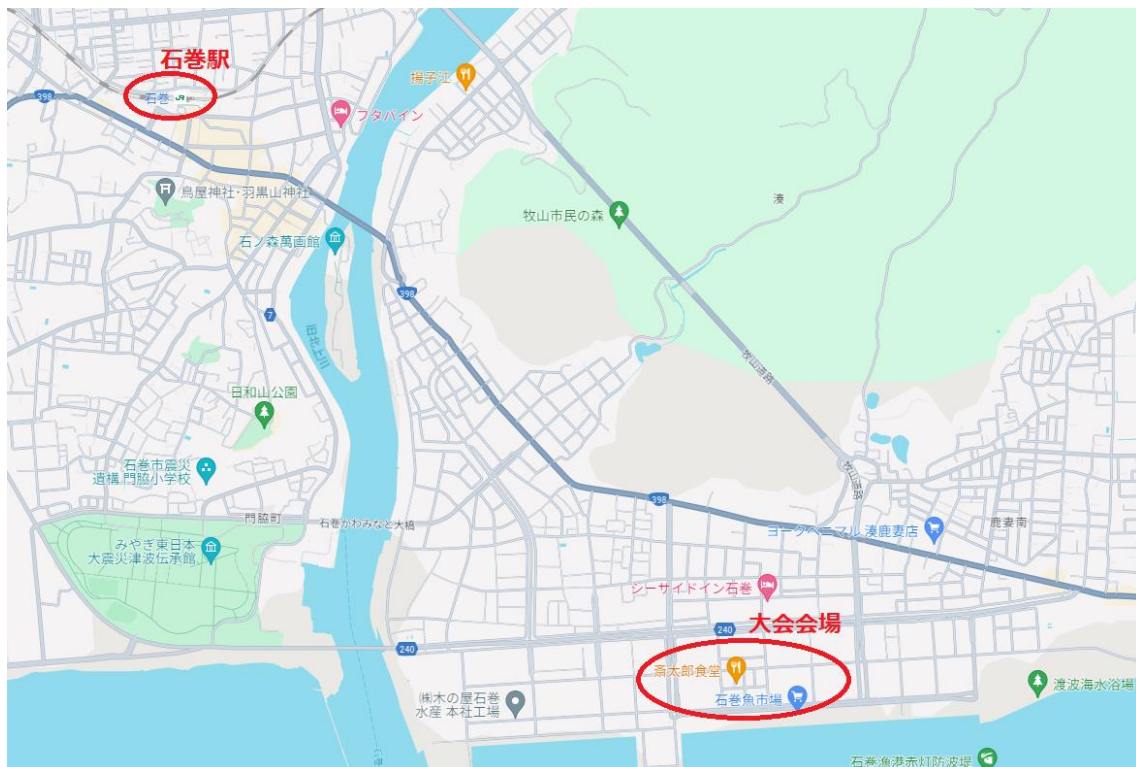 石巻駅
398
石巻
揚子江
フタバイン
鳥屋神社・羽黒山神社
湊
牧山市民の森
石ノ森萬画館
398
7
旧北上川
牧山道路
日和山公園
石巻市震災
遺構 門脇小学校
牧山道路
398
門脇町
石巻かわみなと大橋
鹿妻南
ヨークベニマル 湊鹿妻店
みやぎ東日本
大震災津波伝承館
シーサイドイン石巻
大会会場
240
240
斎太郎食堂
渡波海水浴場
石巻魚市場
㈱木の屋石巻
水産 本社工場
石巻漁港赤灯防波堤